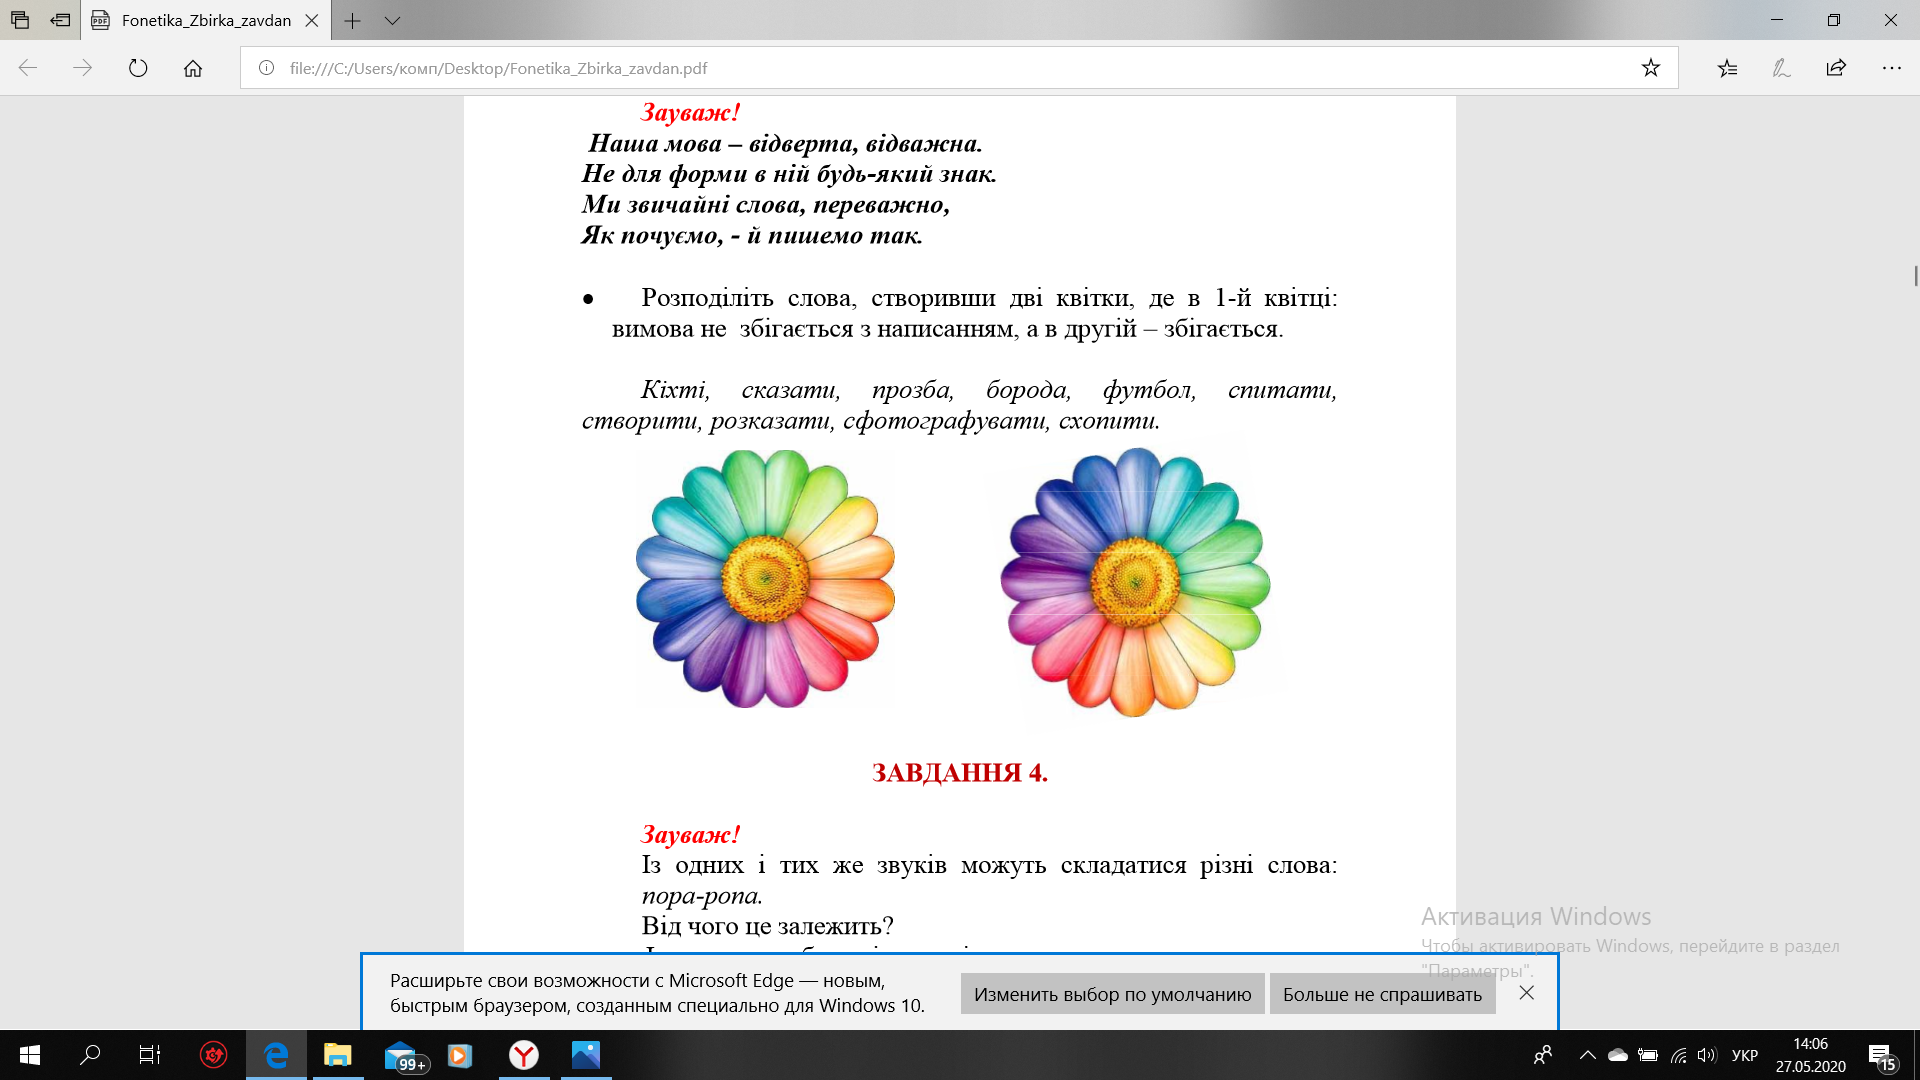 Fonetika_Zbirka_zavdan
file:///C:/Users/комп/Desktop/Fonetika_Zbirka_zavdan.pdf
Зауваж!
Наша мова – відверта, відважна.
Не для форми в ній будь-який знак.
Ми звичайні слова, переважно,
Як почуємо, - й пишемо так.
• Розподіліть слова, створивши дві квітки, де в 1-й квітці:
вимова не збігається з написанням, а в другій – збігається.
Кіхті, сказати, прозба, борода, футбол, спитати,
створити, розказати, сфотографувати, схопити.
ЗАВДАННЯ 4.
Зауваж!
Із одних і тих же звуків можуть складатися різні слова:
пора-ропа.
Від чого це залежить?
Активация Windows
Чтобы активировать Windows, перейдите в раздел
"Параметры".
Расширьте свои возможности с Microsoft Edge — новым,
быстрым браузером, созданным специально для Windows 10.
Изменить выбор по умолчанию
Больше не спрашивать
99+
УКР
14:06
27.05.2020
15